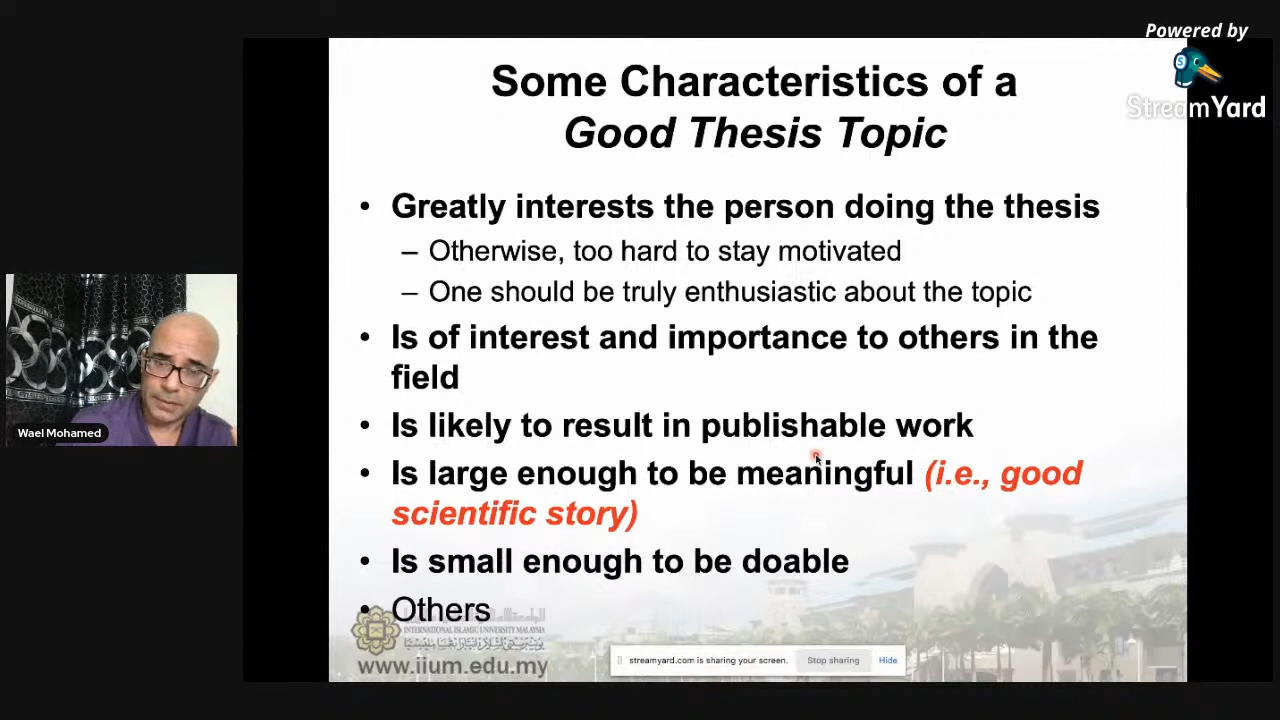 Powered by
StreamYard
Some Characteristics of a
Good Thesis Topic
• Greatly interests the person doing the thesis
– Otherwise, too hard to stay motivated
– One should be truly enthusiastic about the topic
• Is of interest and importance to others in the
field
• Is likely to result in publishable work
• Is large enough to be meaningful (i.e., good
scientific story)
• Is small enough to be doable
• Others
INTERNATIONAL ISLAMIC UNIVERSITY MALAYSIA
www.iium.edu.my
Wael Mohamed
streamyard.com is sharing your screen.
Stop sharing
Hide